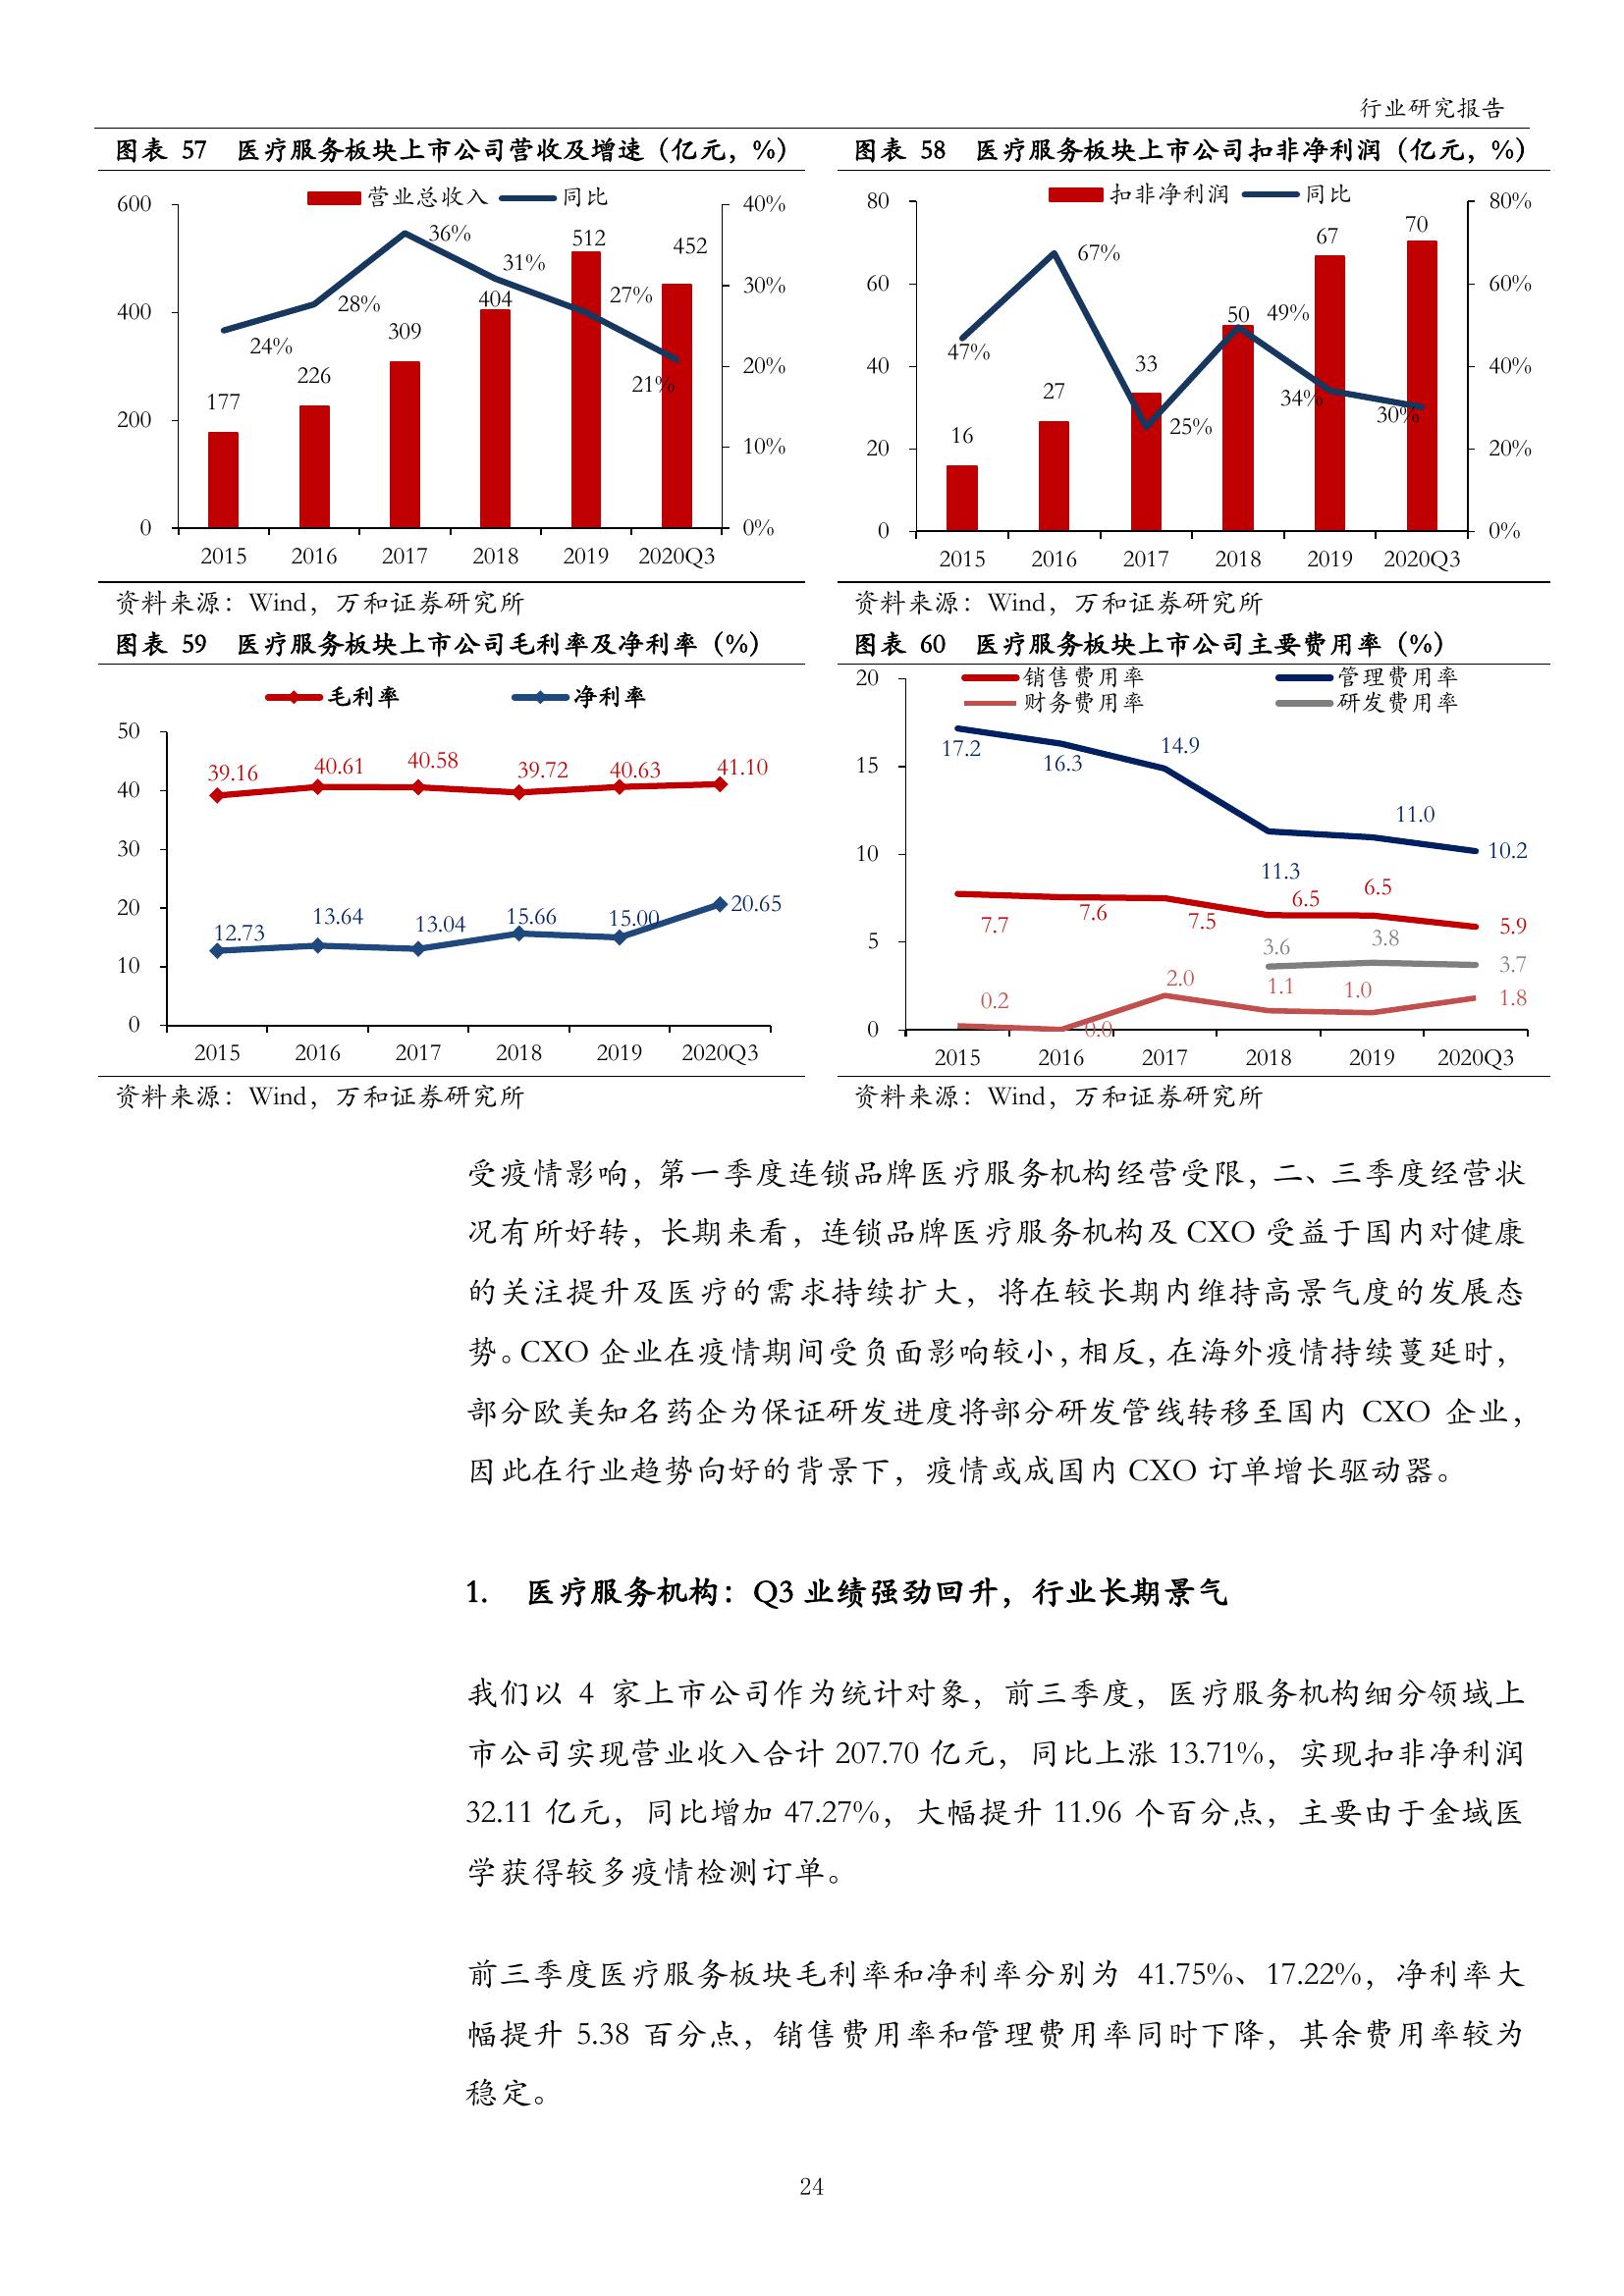 行业研究报告
图表 57 医疗服务板块上市公司营收及增速（亿元，%）
营业总收入 同比
600
400
200
0
40%
30%
20%
10%
0%
177
226
309
404
512
452
24%
28%
36%
31%
27%
21%
2015 2016 2017 2018 2019 2020Q3
资料来源：Wind，万和证券研究所
图表 58 医疗服务板块上市公司扣非净利润（亿元，%）
扣非净利润 同比
80
60
40
20
0
80%
60%
40%
20%
0%
16
27
33
50
67
70
47%
67%
25%
49%
34%
30%
2015 2016 2017 2018 2019 2020Q3
资料来源：Wind，万和证券研究所
图表 59 医疗服务板块上市公司毛利率及净利率（%）
毛利率 净利率
50
40
30
20
10
0
39.16 40.61 40.58 39.72 40.63 41.10
12.73 13.64 13.04 15.66 15.00 20.65
2015 2016 2017 2018 2019 2020Q3
资料来源：Wind，万和证券研究所
图表 60 医疗服务板块上市公司主要费用率（%）
销售费用率 管理费用率
财务费用率 研发费用率
20
15
10
5
0
17.2 16.3 14.9 11.3 11.0 10.2
7.7 7.6 7.5 6.5 6.5 5.9
3.6 3.8 3.7
0.2 0.0 2.0 1.1 1.0 1.8
2015 2016 2017 2018 2019 2020Q3
资料来源：Wind，万和证券研究所
受疫情影响，第一季度连锁品牌医疗服务机构经营受限，二、三季度经营状
况有所好转，长期来看，连锁品牌医疗服务机构及 CXO 受益于国内对健康
的关注提升及医疗的需求持续扩大，将在较长期内维持高景气度的发展态
势。CXO 企业在疫情期间受负面影响较小，相反，在海外疫情持续蔓延时，
部分欧美知名药企为保证研发进度将部分研发管线转移至国内 CXO 企业，
因此在行业趋势向好的背景下，疫情或成国内 CXO 订单增长驱动器。
1. 医疗服务机构：Q3 业绩强劲回升，行业长期景气
我们以 4 家上市公司作为统计对象，前三季度，医疗服务机构细分领域上
市公司实现营业收入合计 207.70 亿元，同比上涨 13.71%，实现扣非净利润
32.11 亿元，同比增加 47.27%，大幅提升 11.96 个百分点，主要由于金域医
学获得较多疫情检测订单。
前三季度医疗服务板块毛利率和净利率分别为 41.75%、17.22%，净利率大
幅提升 5.38 百分点，销售费用率和管理费用率同时下降，其余费用率较为
稳定。
24